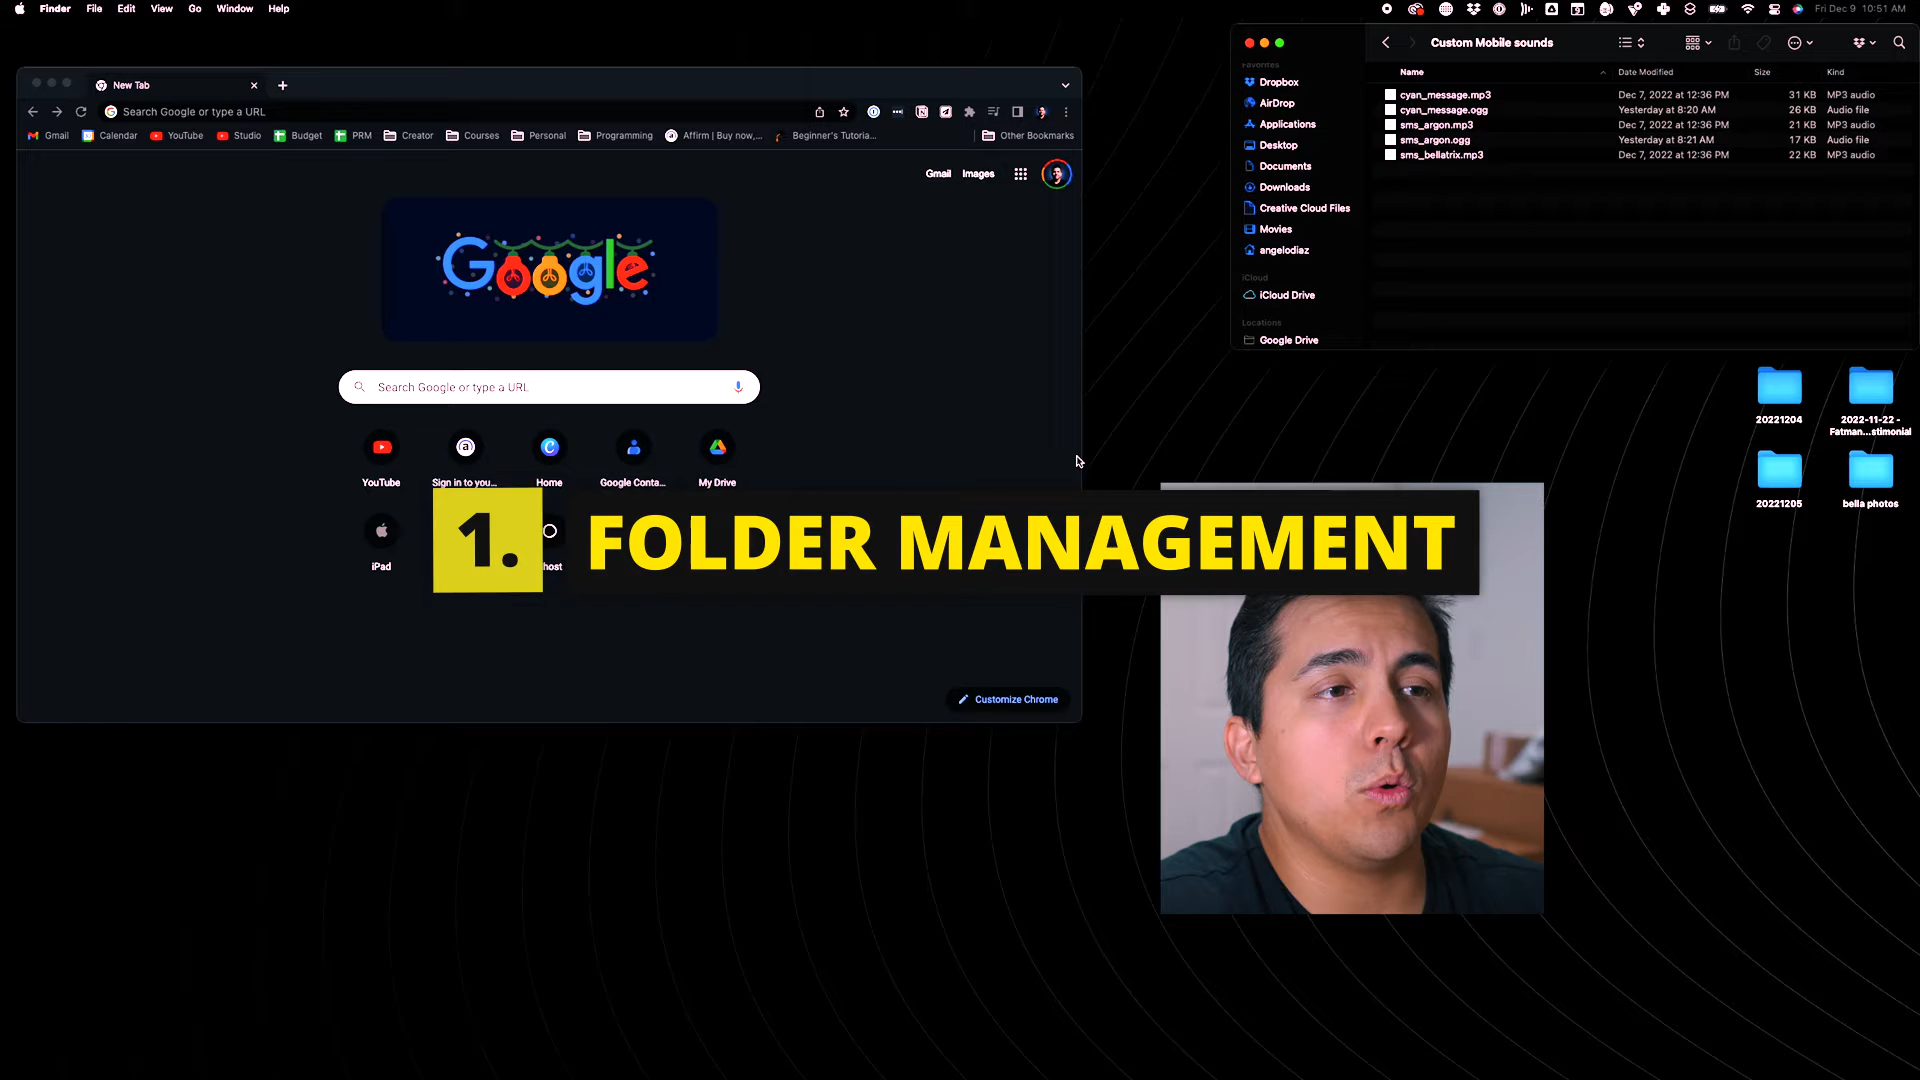 Finder File Edit View Go Window Help
Fri Dec 9 10:51 AM
New Tab
Search Google or type a URL
Gmail Calendar YouTube Studio Budget PRM Creator Courses Personal Programming Affirm | Buy now,... Beginner's Tutoria... Other Bookmarks
Gmail Images
Google
Search Google or type a URL
YouTube Sign in to you... Home Google Conta... My Drive
iPad host
Customize Chrome
1. FOLDER MANAGEMENT
Custom Mobile sounds
Favorites
Dropbox
AirDrop
Applications
Desktop
Documents
Downloads
Creative Cloud Files
Movies
angelodiaz
iCloud
iCloud Drive
Locations
Google Drive
Name Date Modified Size Kind
cyan_message.mp3 Dec 7, 2022 at 12:36 PM 31 KB MP3 audio
cyan_message.ogg Yesterday at 8:20 AM 26 KB Audio file
sms_argon.mp3 Dec 7, 2022 at 12:36 PM 21 KB MP3 audio
sms_argon.ogg Yesterday at 8:21 AM 17 KB Audio file
sms_bellatrix.mp3 Dec 7, 2022 at 12:36 PM 22 KB MP3 audio
20221204
2022-11-22 -
Fatman...stimonial
20221205
bella photos